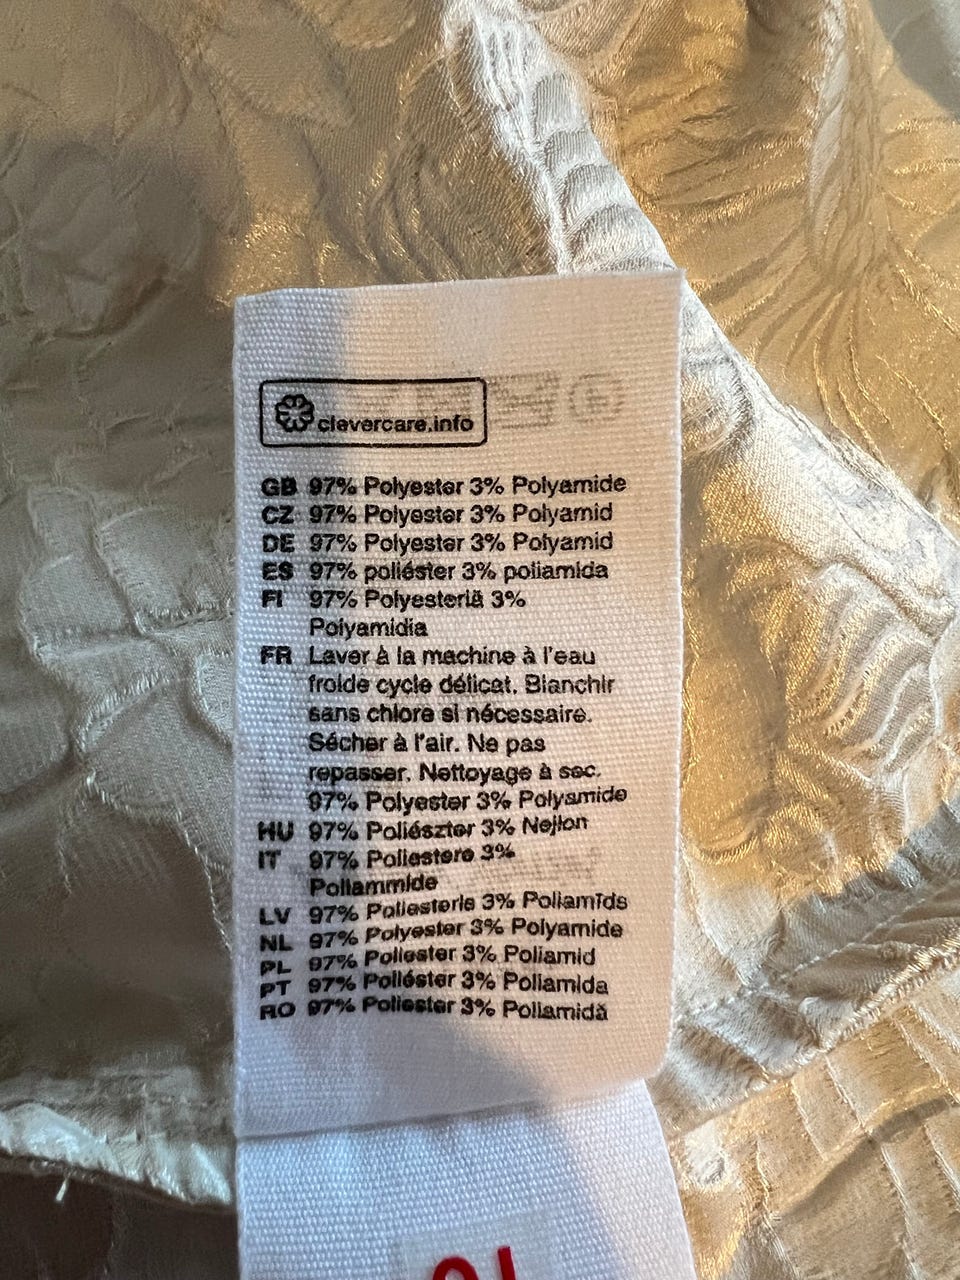 clevercare.info
GB 97% Polyester 3% Polyamide
CZ 97% Polyester 3% Polyamid
DE 97% Polyester 3% Polyamid
ES 97% poliéster 3% poliamida
FI 97% Polyesteriä 3%
Polyamidia
FR Laver à la machine à l'eau
froide cycle délicat. Blanchir
sans chlore si nécessaire.
Sécher à l'air. Ne pas
repasser. Nettoyage à sec.
97% Polyester 3% Polyamide
HU 97% Poliészter 3% Nejlon
IT 97% Poliestere 3%
Poliammide
LV 97% Poliesteris 3% Poliamīds
NL 97% Polyester 3% Polyamide
PL 97% Poliester 3% Poliamid
PT 97% Poliéster 3% Poliamida
RO 97% Poliester 3% Poliamidă